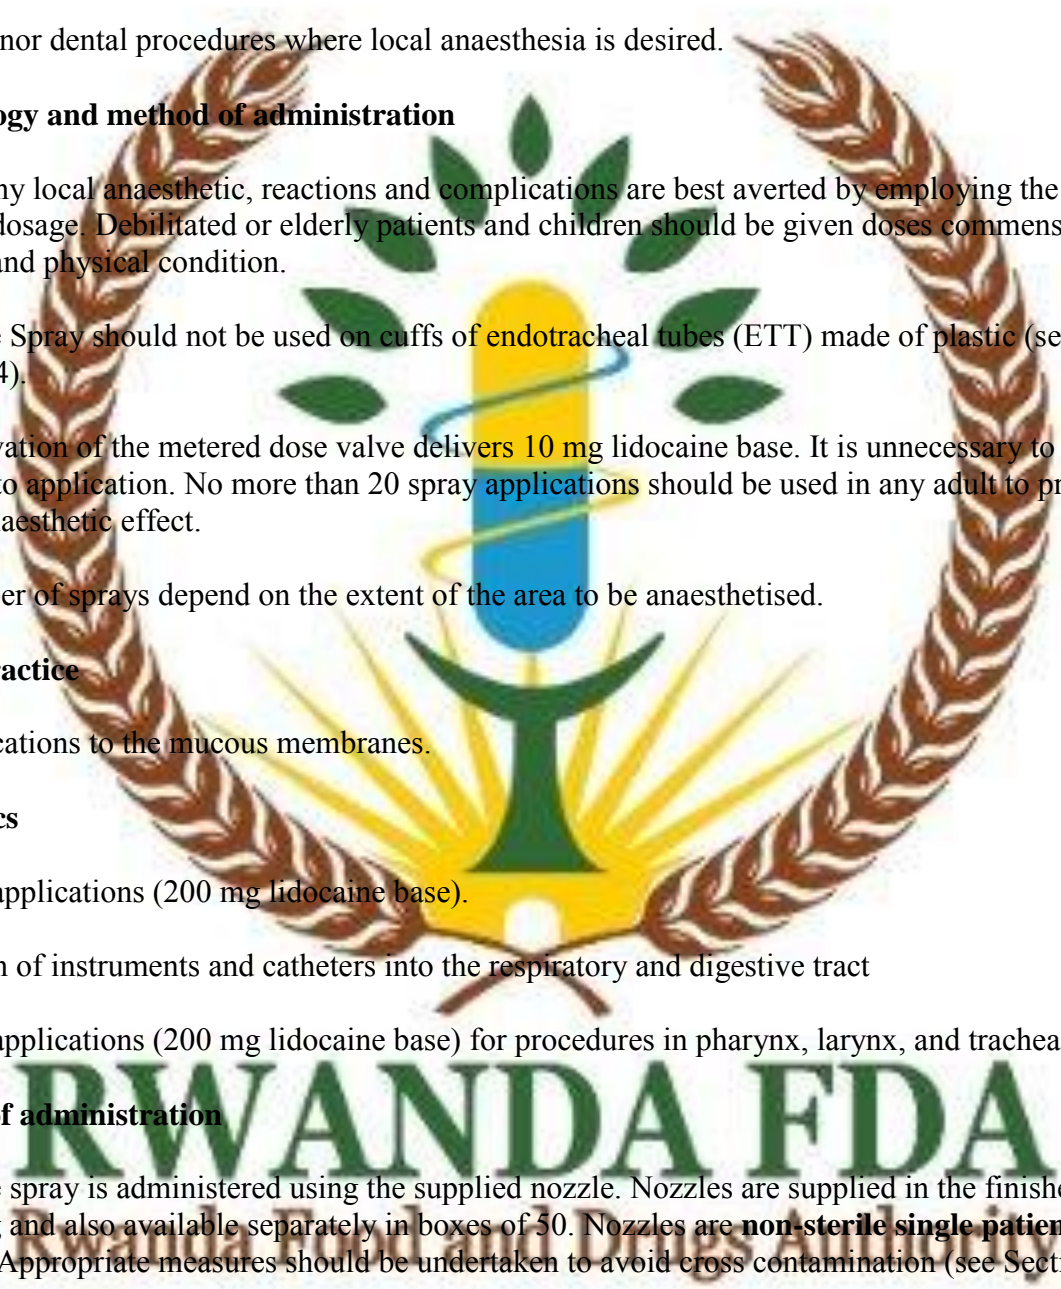 nor dental procedures where local anaesthesia is desired.
ogy and method of administration
ny local anaesthetic, reactions and complications are best averted by employing the
dosage. Debilitated or elderly patients and children should be given doses commens
and physical condition.
e Spray should not be used on cuffs of endotracheal tubes (ETT) made of plastic (se
4).
vation of the metered dose valve delivers 10 mg lidocaine base. It is unnecessary to
to application. No more than 20 spray applications should be used in any adult to pr
naesthetic effect.
er of sprays depend on the extent of the area to be anaesthetised.
ractice
cations to the mucous membranes.
cs
applications (200 mg lidocaine base).
n of instruments and catheters into the respiratory and digestive tract
applications (200 mg lidocaine base) for procedures in pharynx, larynx, and trachea
RWANDA FDA
of administration
e spray is administered using the supplied nozzle. Nozzles are supplied in the finishe
g and also available separately in boxes of 50. Nozzles are non-sterile single patien
Rwanda Food and Drugs Authority
Appropriate measures should be undertaken to avoid cross contamination (see Secti